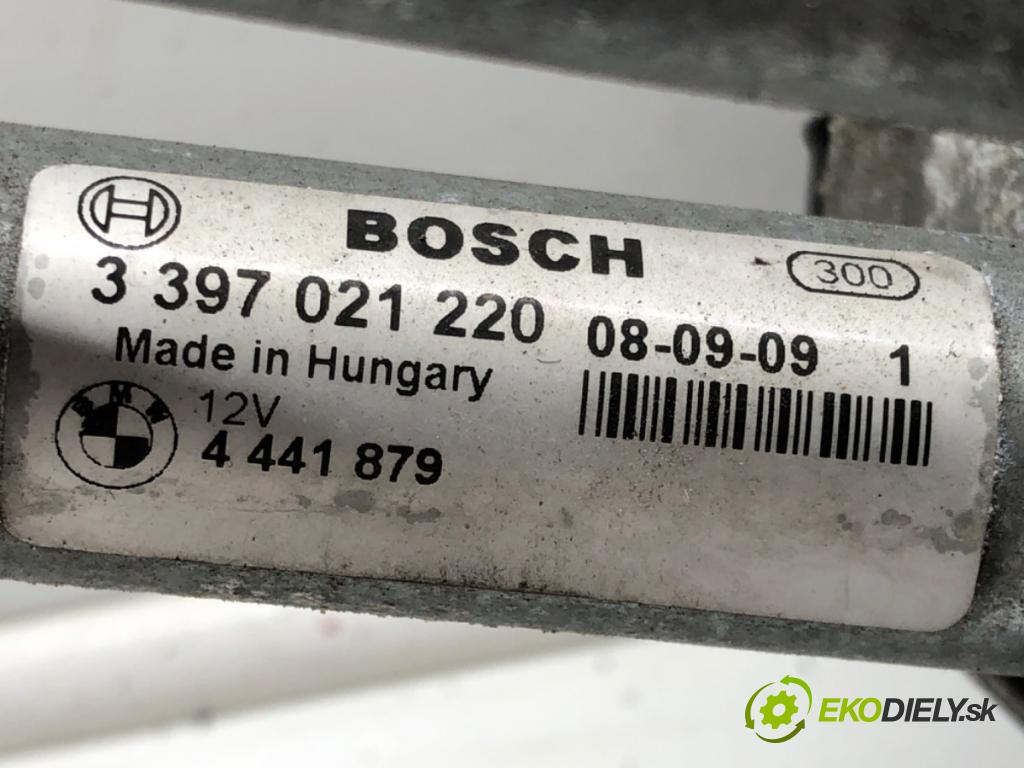 BOSCH
300
3 397 021 220
08-09-09 1
Made in Hungary
BMW
12V
4 441 879
EKODIELY.sk